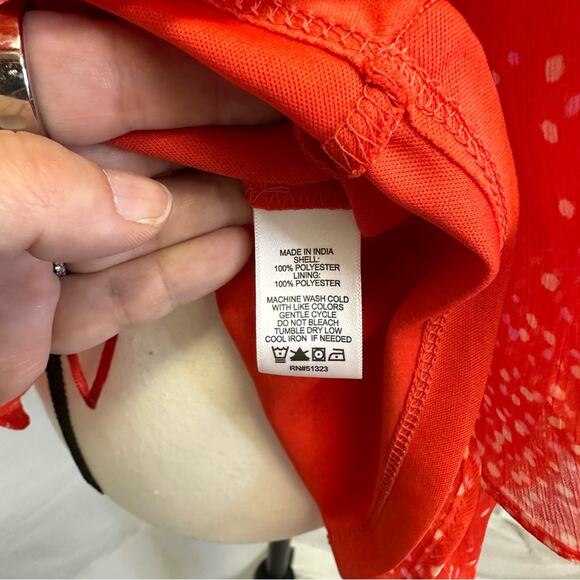 MADE IN INDIA
SHELL:
100% POLYESTER
LINING:
100% POLYESTER
MACHINE WASH COLD
WITH LIKE COLORS
GENTLE CYCLE
DO NOT BLEACH
TUMBLE DRY LOW
COOL IRON IF NEEDED
RN#51323